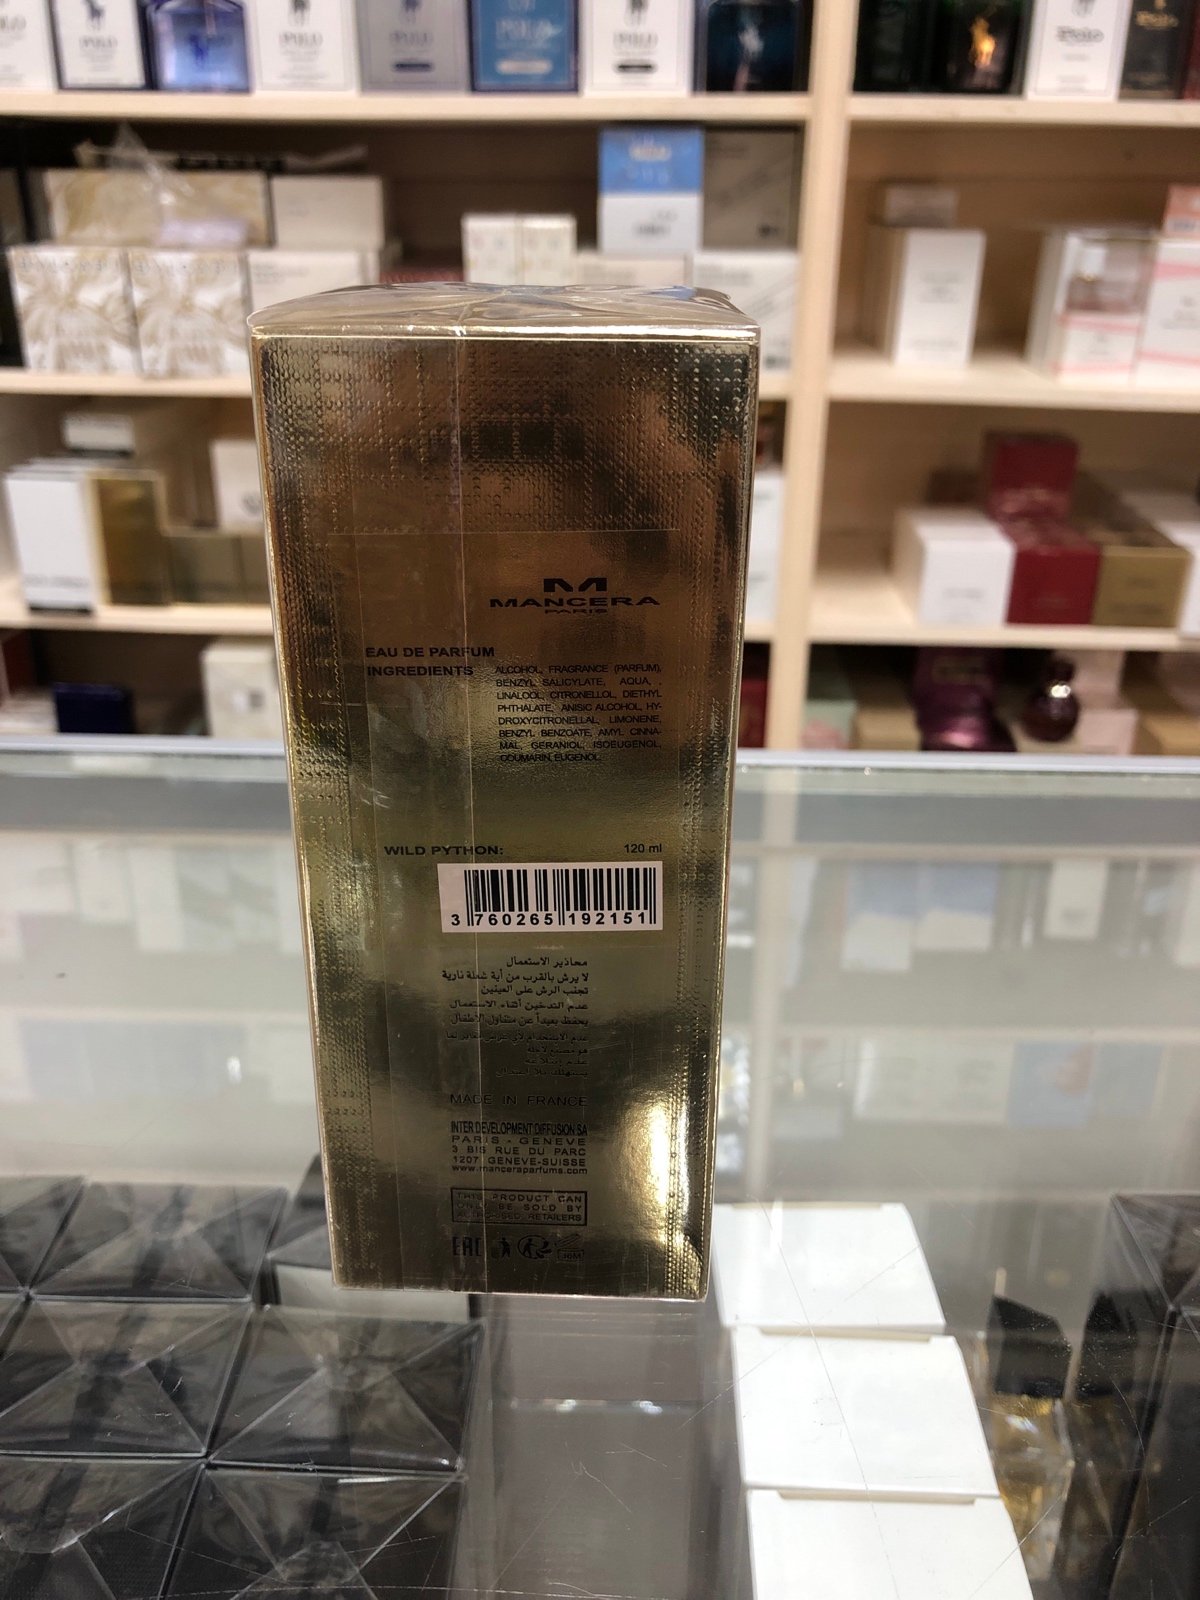 M
MANCERA
PARIS
EAU DE PARFUM
INGREDIENTS
ALCOHOL, FRAGRANCE (PARFUM),
BENZYL SALICYLATE, AQUA, ,
LINALOOL, CITRONELLOL, DIETHYL
PHTHALATE, ANISIC ALCOHOL, HY-
DROXYCITRONELLAL, LIMONENE,
BENZYL BENZOATE, AMYL CINNA-
MAL, GERANIOL, ISOEUGENOL,
COUMARIN, EUGENOL.
WILD PYTHON: 120 ml
3 760265 192151
محاذير الاستعمال
لا يرش بالقرب من أية شعلة نارية
تجنب الرش على العينين
عدم التدخين أثناء الاستعمال
يحفظ بعيداً عن متناول الأطفال
MADE IN FRANCE
INTER DEVELOPMENT DIFFUSION SA
PARIS - GENEVE
3 BIS RUE DU PARC
1207 GENEVE-SUISSE
www.manceraparfums.com
THIS PRODUCT CAN
ONLY BE SOLD BY
AUTHORISED RETAILERS
EAC
36M